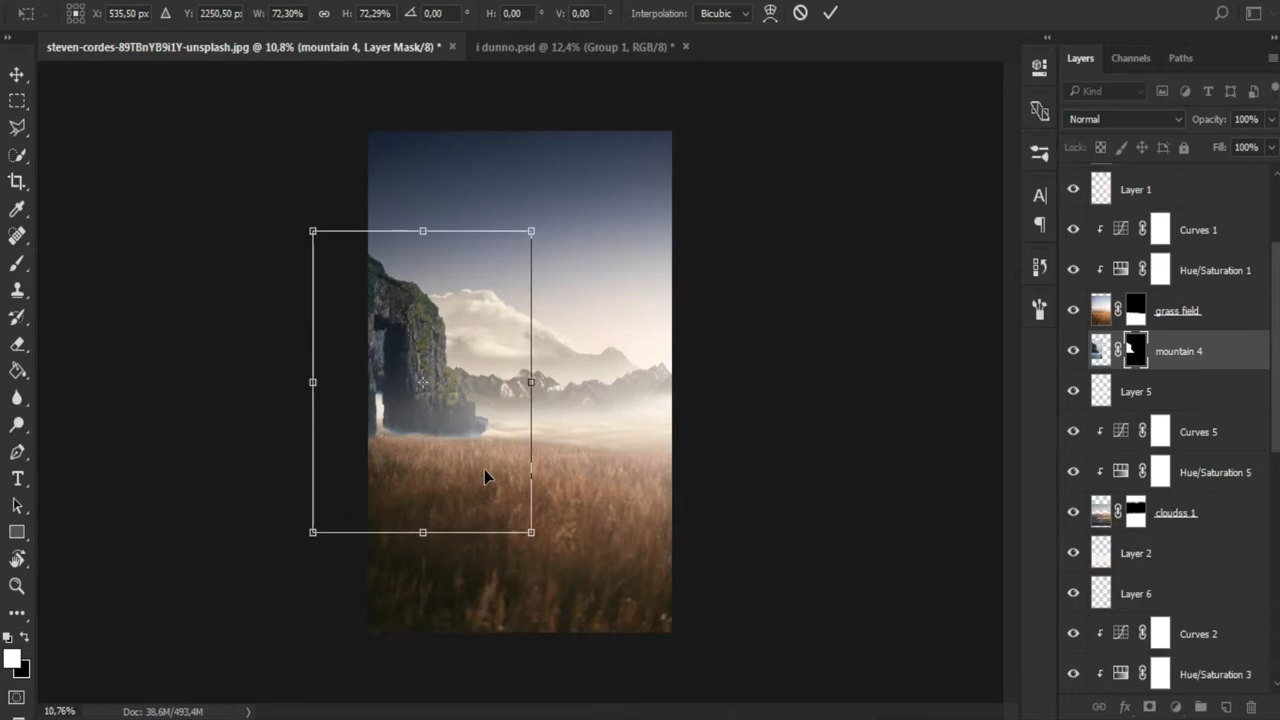 X: 535,50 px Y: 2250,50 px W: 72,30% H: 72,29% 0,00 ° H: 0,00 ° V: 0,00 ° Interpolation: Bicubic
steven-cordes-89TBnYB9i1Y-unsplash.jpg @ 10,8% (mountain 4, Layer Mask/8) * × i dunno.psd @ 12,4% (Group 1, RGB/8) * ×
Layers Channels Paths
Kind
Normal Opacity: 100%
Lock: Fill: 100%
Layer 1
Curves 1
Hue/Saturation 1
grass field
mountain 4
Layer 5
Curves 5
Hue/Saturation 5
cloudss 1
Layer 2
Layer 6
Curves 2
Hue/Saturation 3
10,76% Doc: 38,6M/493,4M